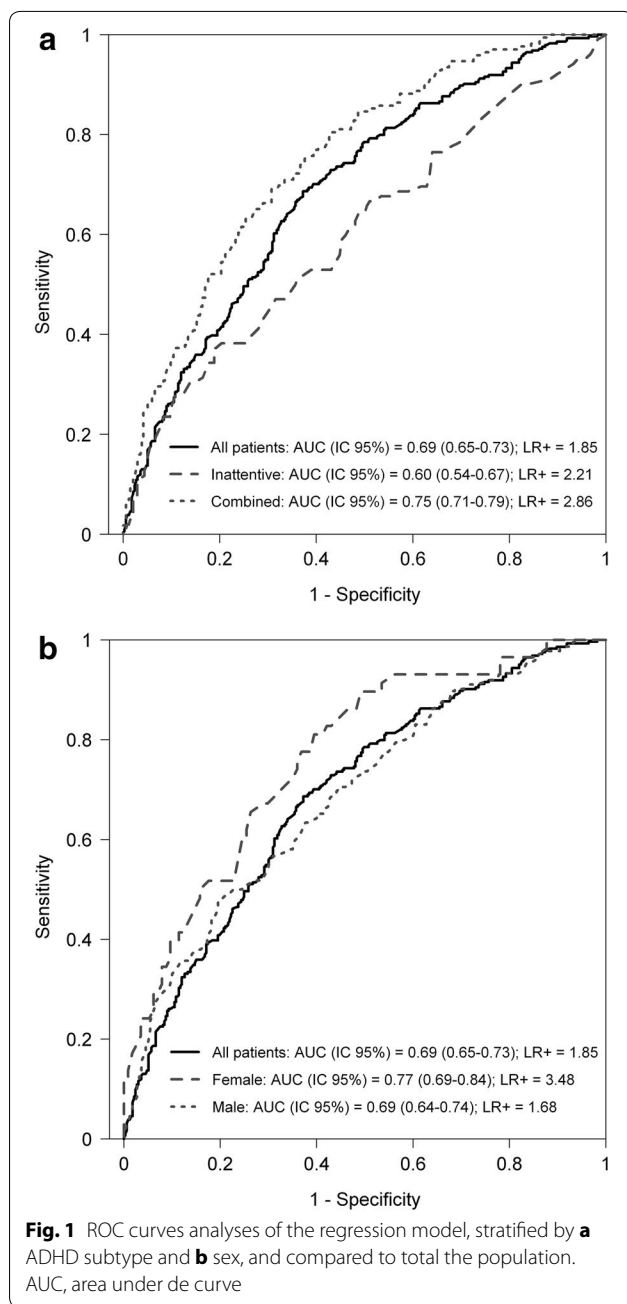 a
1
0.8
0.6
0.4
0.2
0
Sensitivity
All patients: AUC (IC 95%) = 0.69 (0.65-0.73); LR+ = 1.85
Inattentive: AUC (IC 95%) = 0.60 (0.54-0.67); LR+ = 2.21
Combined: AUC (IC 95%) = 0.75 (0.71-0.79); LR+ = 2.86
0 0.2 0.4 0.6 0.8 1
1 - Specificity
b
1
0.8
0.6
0.4
0.2
0
Sensitivity
All patients: AUC (IC 95%) = 0.69 (0.65-0.73); LR+ = 1.85
Female: AUC (IC 95%) = 0.77 (0.69-0.84); LR+ = 3.48
Male: AUC (IC 95%) = 0.69 (0.64-0.74); LR+ = 1.68
0 0.2 0.4 0.6 0.8 1
1 - Specificity
Fig. 1 ROC curves analyses of the regression model, stratified by a
ADHD subtype and b sex, and compared to total the population.
AUC, area under de curve